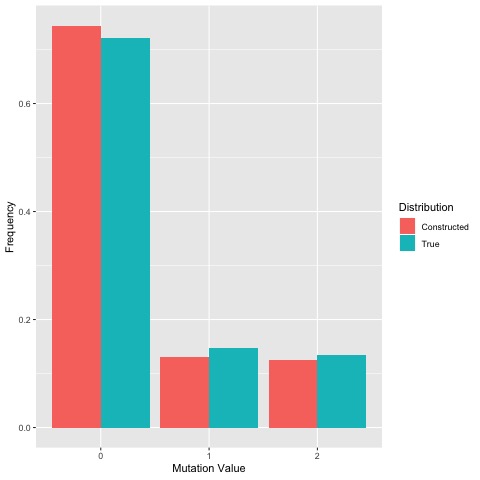 0.6
0.4
0.2
0.0
Frequency
0
1
2
Mutation Value
Distribution
Constructed
True